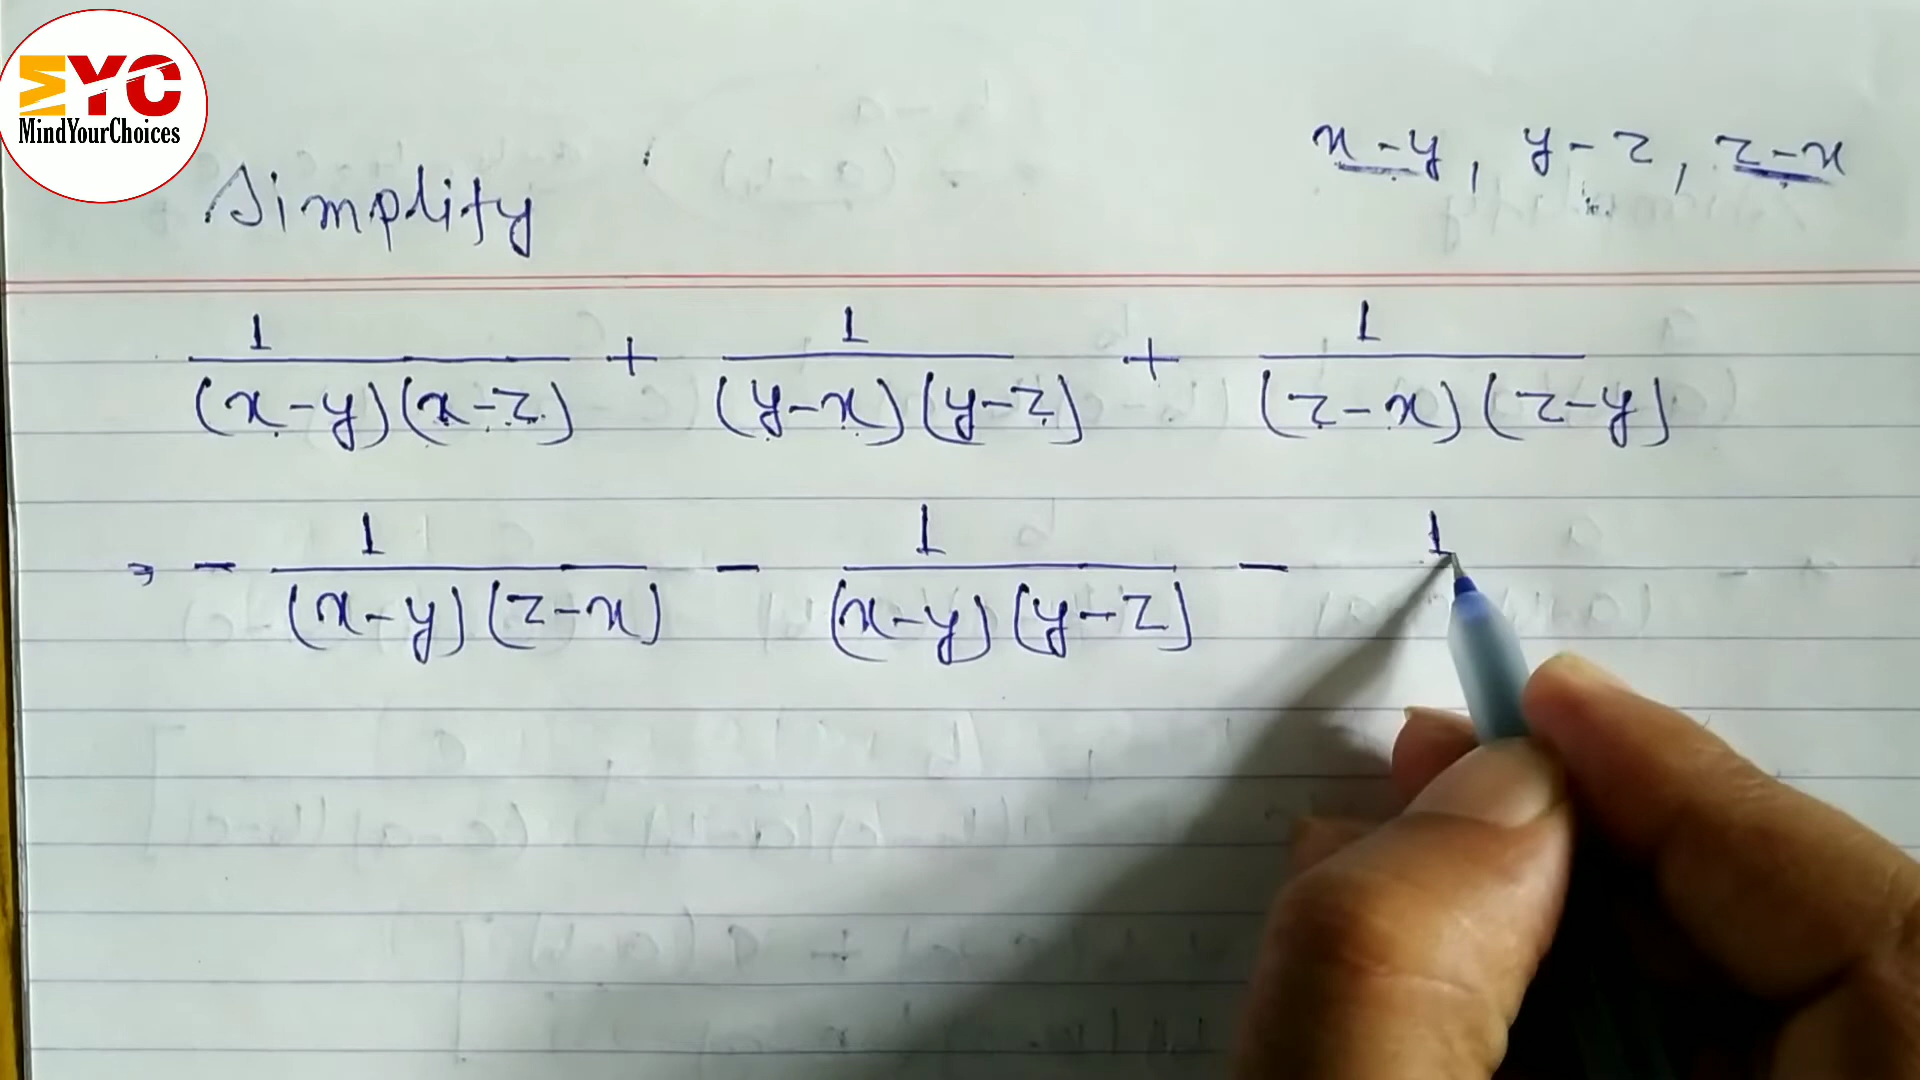 MYC
MindYourChoices
x-y, y-z, z-x
Simplify
1/((x-y)(x-z)) + 1/((y-x)(y-z)) + 1/((z-x)(z-y))
⇒ - 1/((x-y)(z-x)) - 1/((x-y)(y-z)) - 1